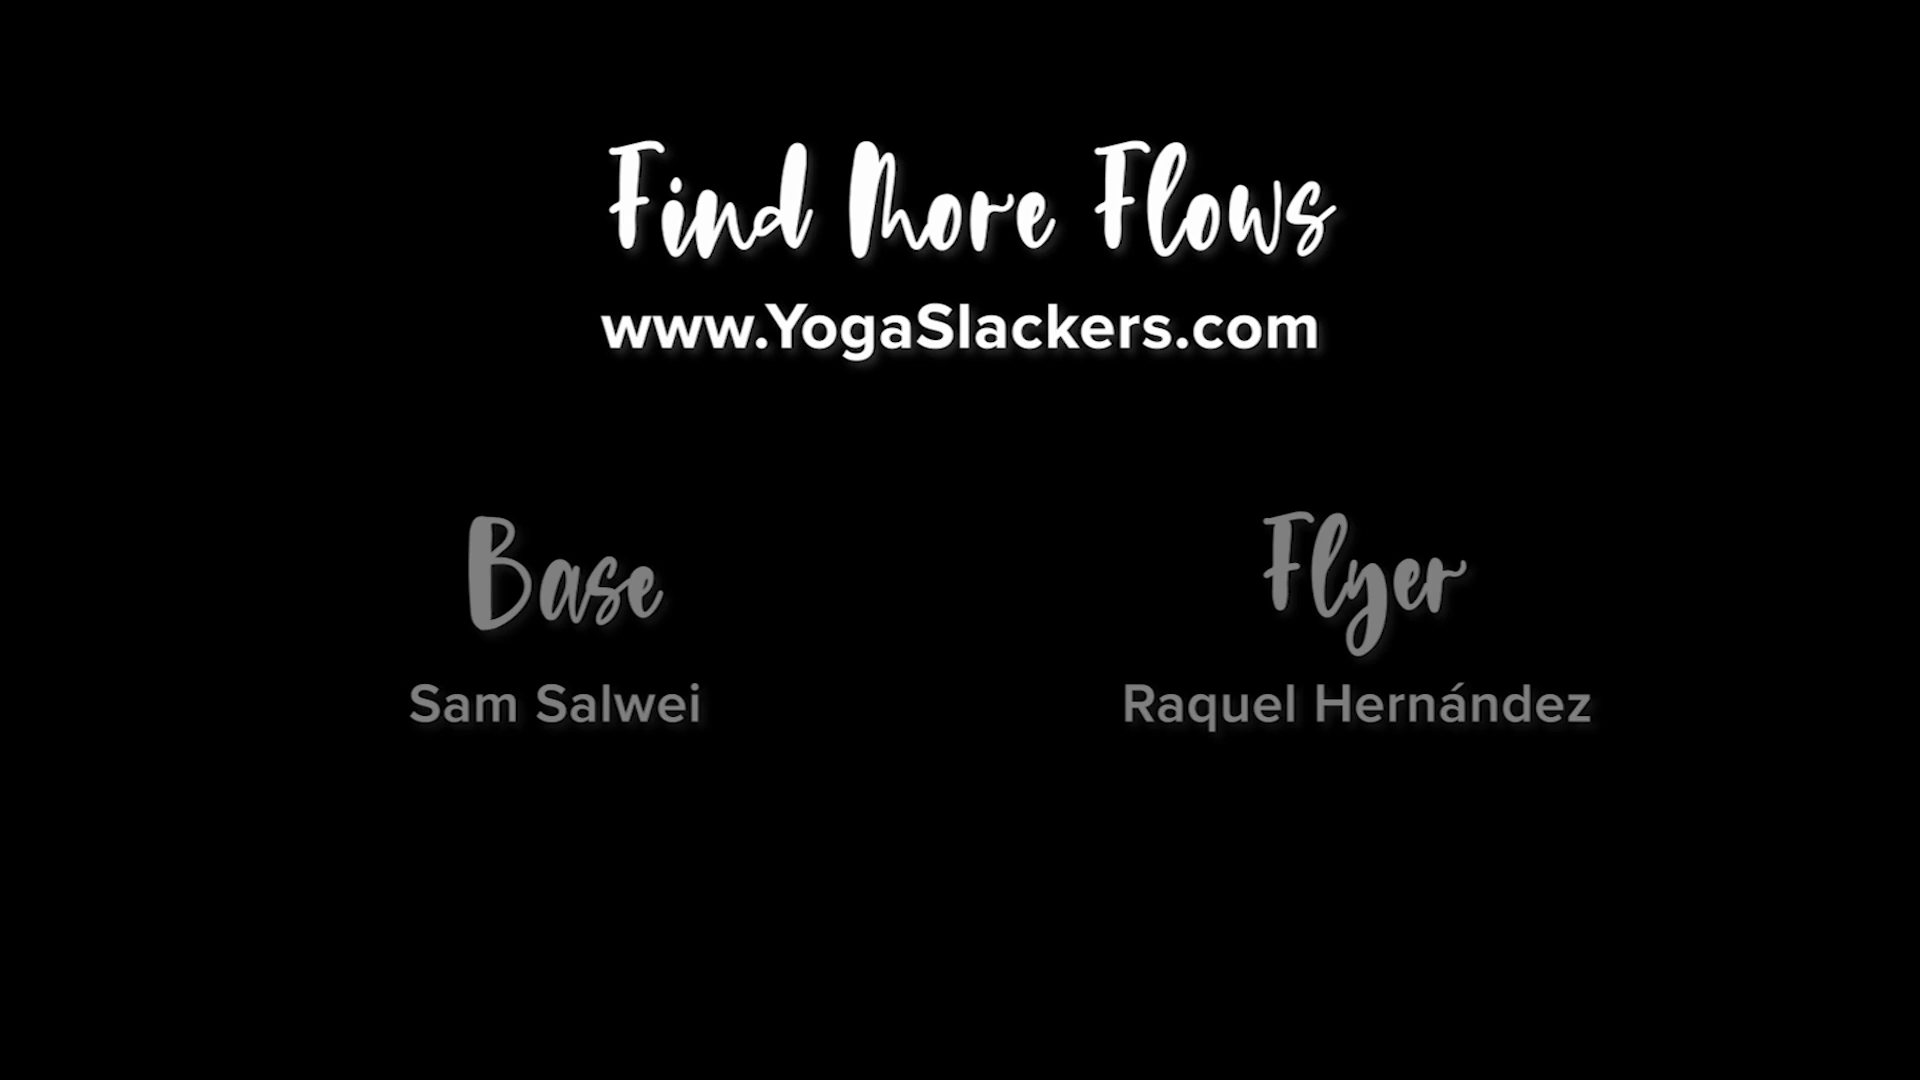 Find More Flows
www.YogaSlackers.com
Base
Flyer
Sam Salwei
Raquel Hernández